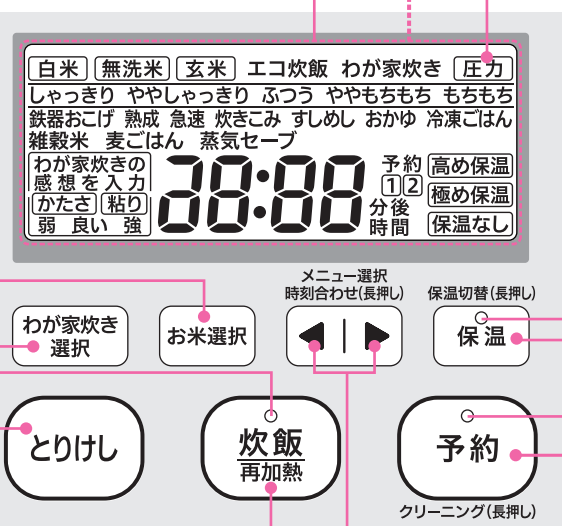 白米 無洗米 玄米 エコ炊飯 わが家炊き 圧力
しゃっきり ややしゃっきり ふつう ややもちもち もちもち
鉄器おこげ 熟成 急速 炊きこみ すしめし おかゆ 冷凍ごはん
雑穀米 麦ごはん 蒸気セーブ
わが家炊きの
感想を入力
かたさ 粘り
弱 良い 強
38:88
予約
12
分後
時間
高め保温
極め保温
保温なし
メニュー選択
時刻合わせ(長押し)
保温切替(長押し)
わが家炊き
選択
お米選択
保温
とりけし
炊飯
再加熱
予約
クリーニング(長押し)